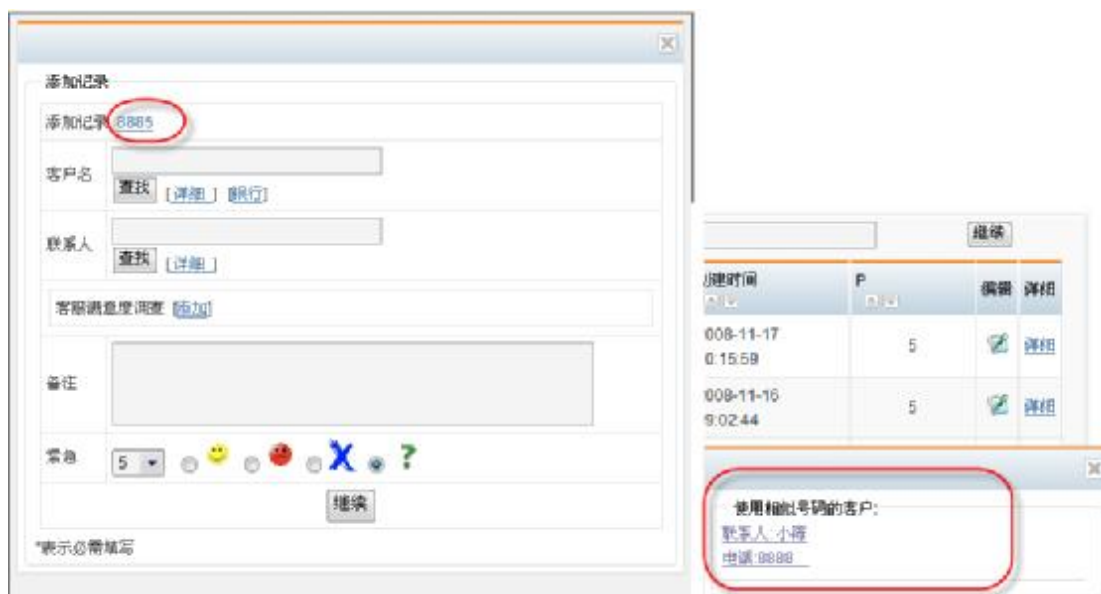 添加记录
添加记录 8885
客户名
查找 [详细 ] [银行]
联系人
查找 [详细 ]
客服满意度调查 [添加]
备注
紧急 5
继续
*表示必需填写
继续
创建时间 P 编辑 详细
008-11-17
0:15:59 5 详细
008-11-16
9:02:44 5 详细
使用相似号码的客户:
联系人:小
电话:8888